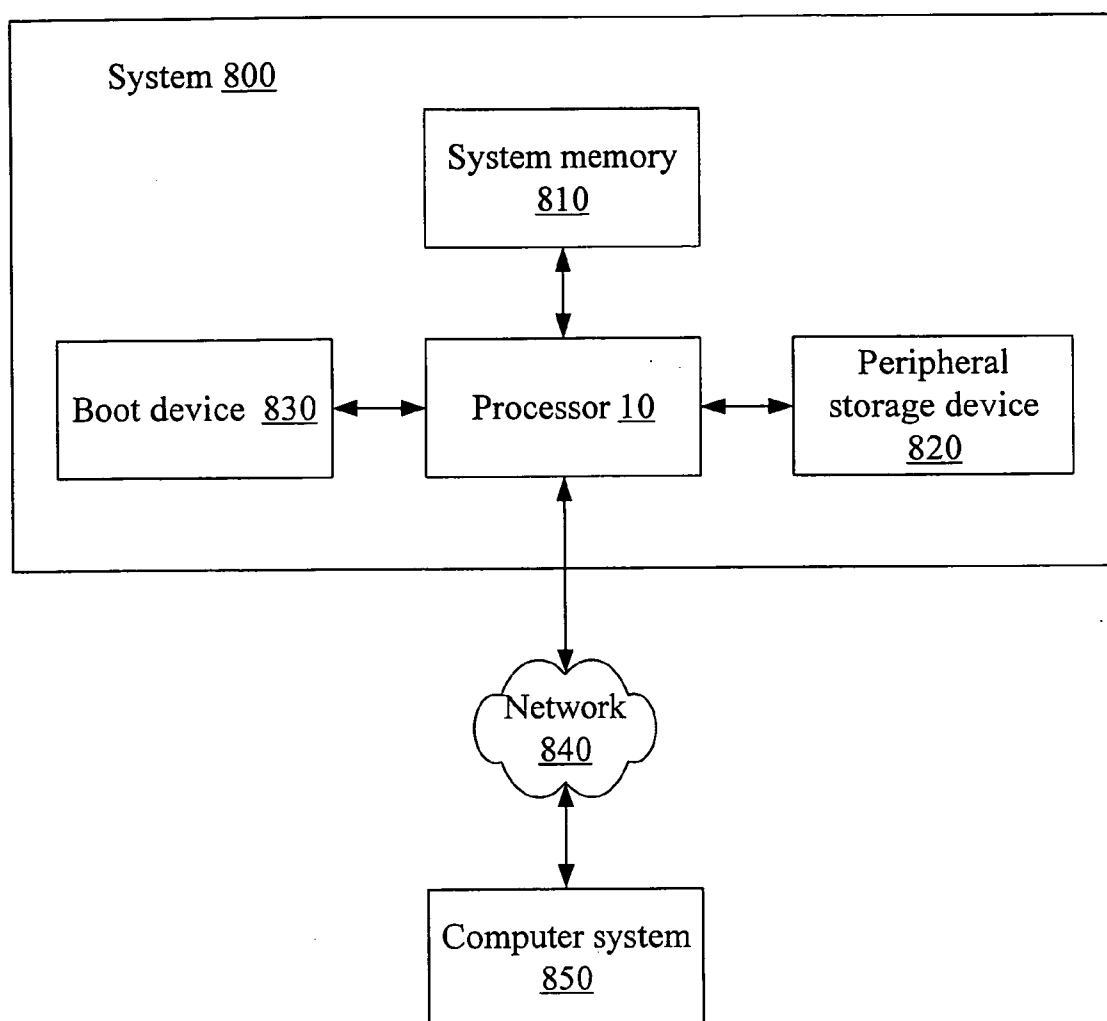 System 800
System memory
810
Boot device 830
Processor 10
Peripheral
storage device
820
Network
840
Computer system
850